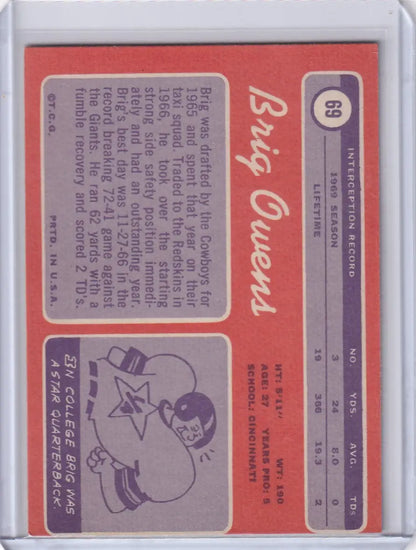 69
INTERCEPTION RECORD NO. YDS. AVG. TDs
1969 SEASON 3 24 8.0 0
LIFETIME 19 366 19.3 2
Brig Owens
HT: 5'11" WT: 190
AGE: 27 YEARS PRO: 5
SCHOOL: CINCINNATI
Brig was drafted by the Cowboys for
1965 and spent that year on their
taxi squad. Traded to the Redskins in
1966, he took over the starting
strong side safety position immedi-
ately and had an outstanding year.
Brig's best day was 11-27-66 in the
record breaking 72-41 game against
the Giants. He ran 62 yards with a
fumble recovery and scored 2 TD's.
©T.C.G. PRTD. IN U.S.A.
IN COLLEGE BRIG WAS
A STAR QUARTERBACK.